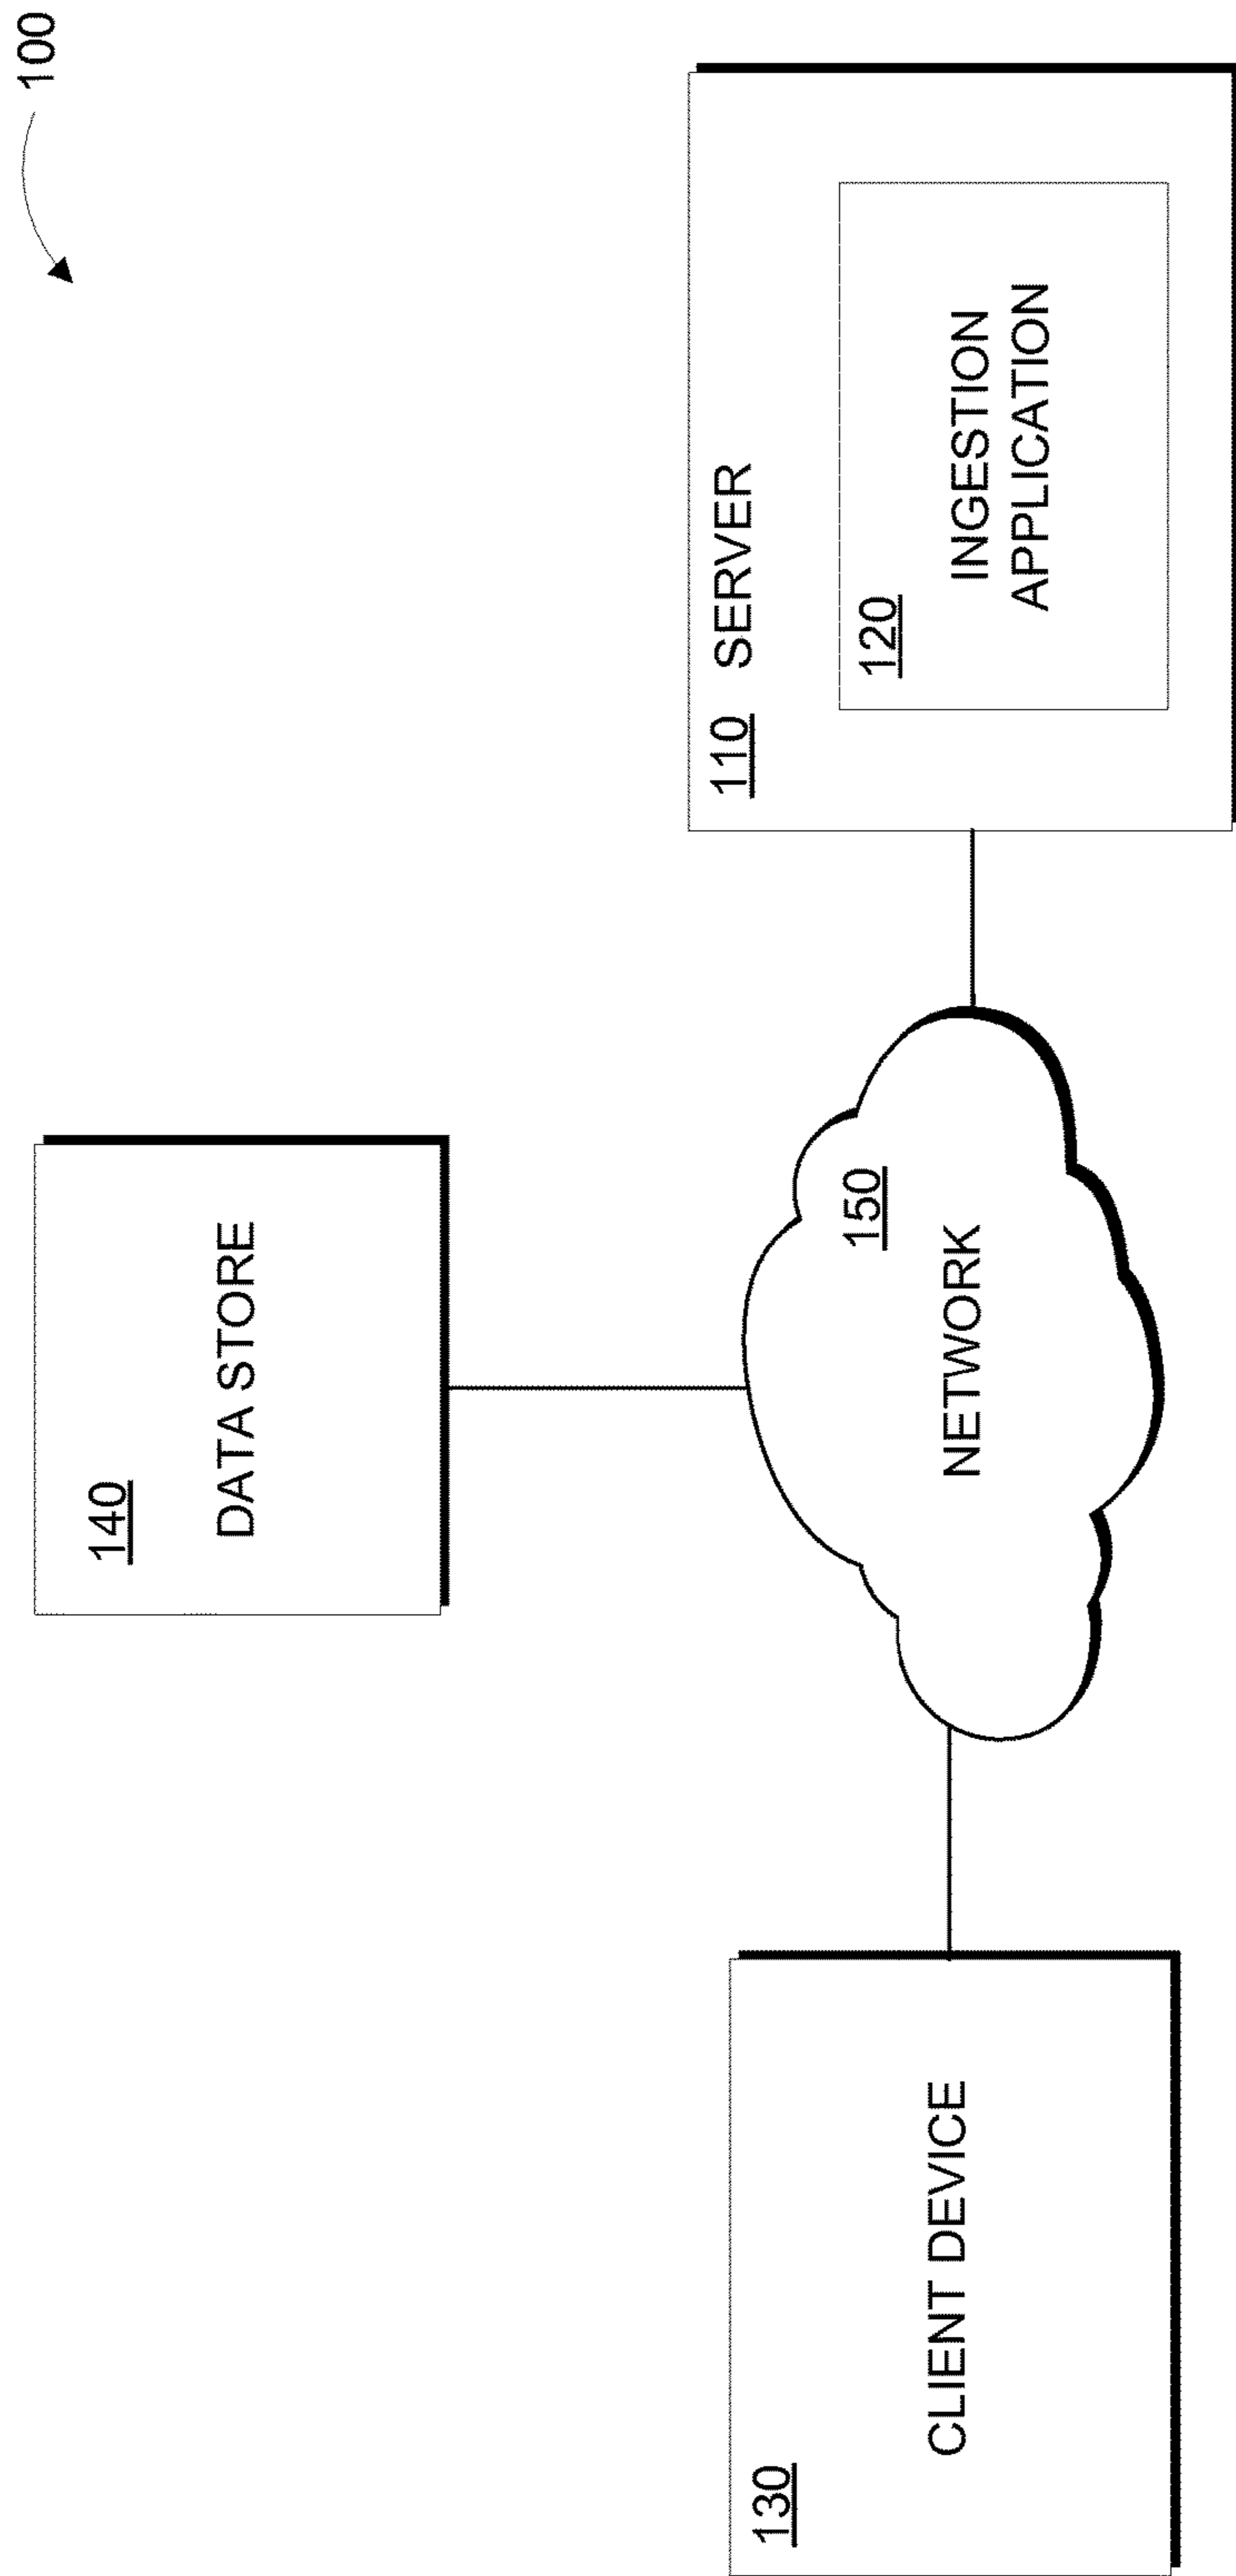 100
140
DATA STORE
110 SERVER
120
INGESTION
APPLICATION
150
NETWORK
130
CLIENT DEVICE